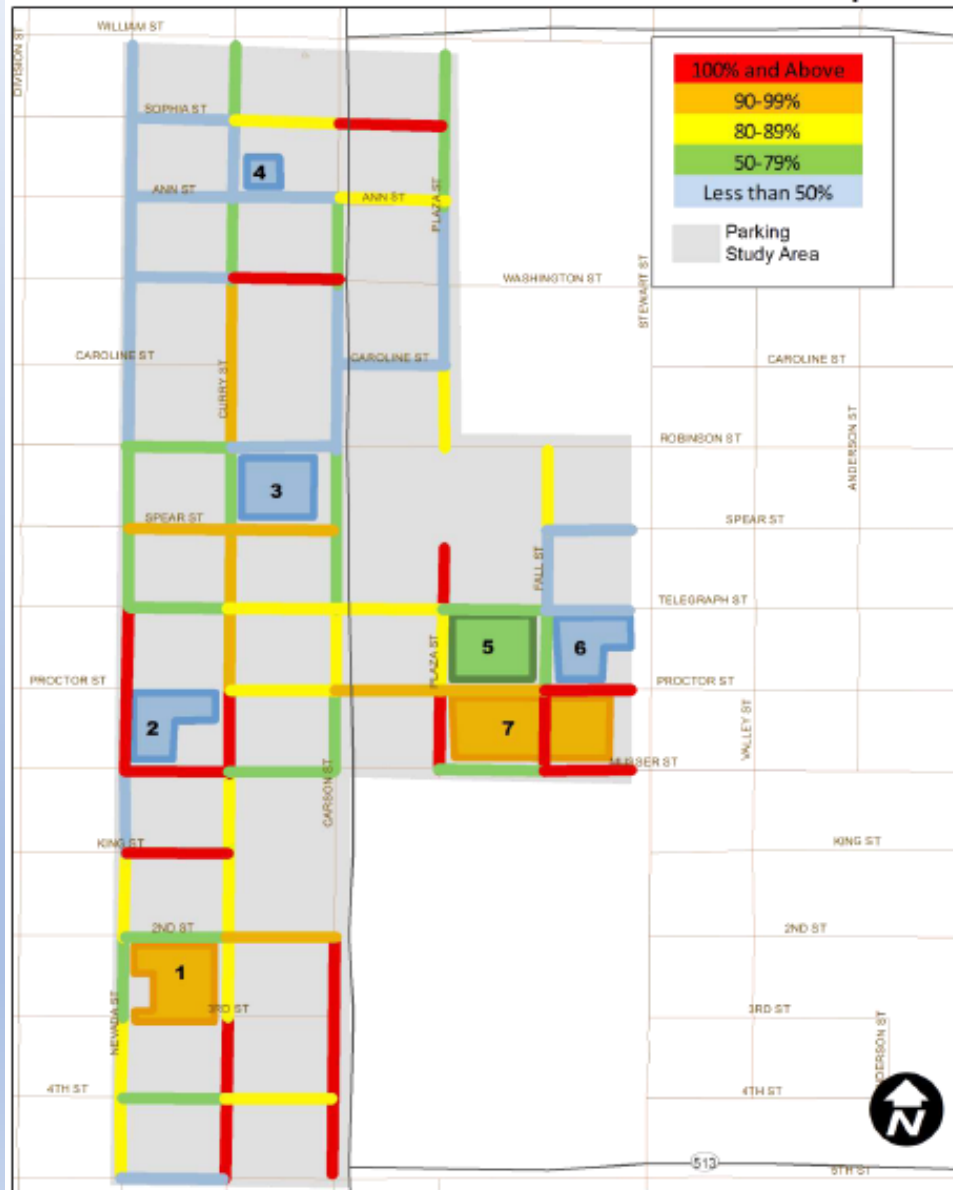 WILLIAM ST
DIVISION ST
100% and Above
90-99%
80-89%
50-79%
Less than 50%
Parking
Study Area
SOPHIA ST
4
ANN ST
ANN ST
PLAZA ST
WASHINGTON ST
STEWART ST
CAROLINE ST
CAROLINE ST
CAROLINE ST
CURRY ST
ROBINSON ST
ANDERSON ST
3
SPEAR ST
SPEAR ST
FALL ST
TELEGRAPH ST
PLAZA ST
5
6
PROCTOR ST
PROCTOR ST
2
7
VALLEY ST
MUSSER ST
CARSON ST
KING ST
KING ST
2ND ST
2ND ST
1
NEVADA ST
3RD ST
3RD ST
4TH ST
4TH ST
N
513
5TH ST